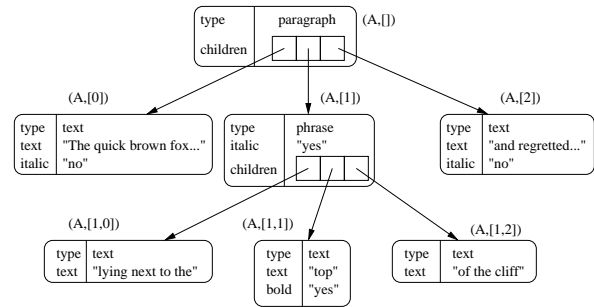 (A,[])
type paragraph
children
(A,[0])
type text
text "The quick brown fox..."
italic "no"
(A,[1])
type phrase
italic "yes"
children
(A,[2])
type text
text "and regretted..."
italic "no"
(A,[1,0])
type text
text "lying next to the"
(A,[1,1])
type text
text "top"
bold "yes"
(A,[1,2])
type text
text "of the cliff"